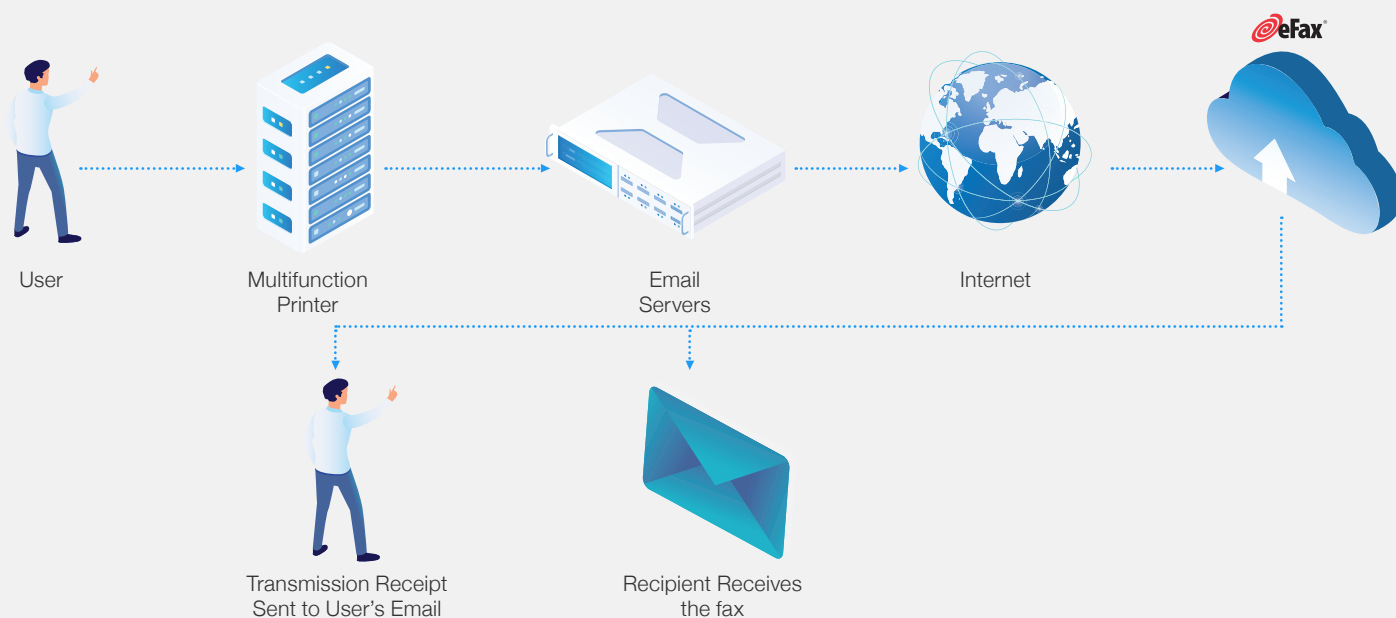 eFax®
User
Multifunction
Printer
Email
Servers
Internet
Transmission Receipt
Sent to User's Email
Recipient Receives
the fax